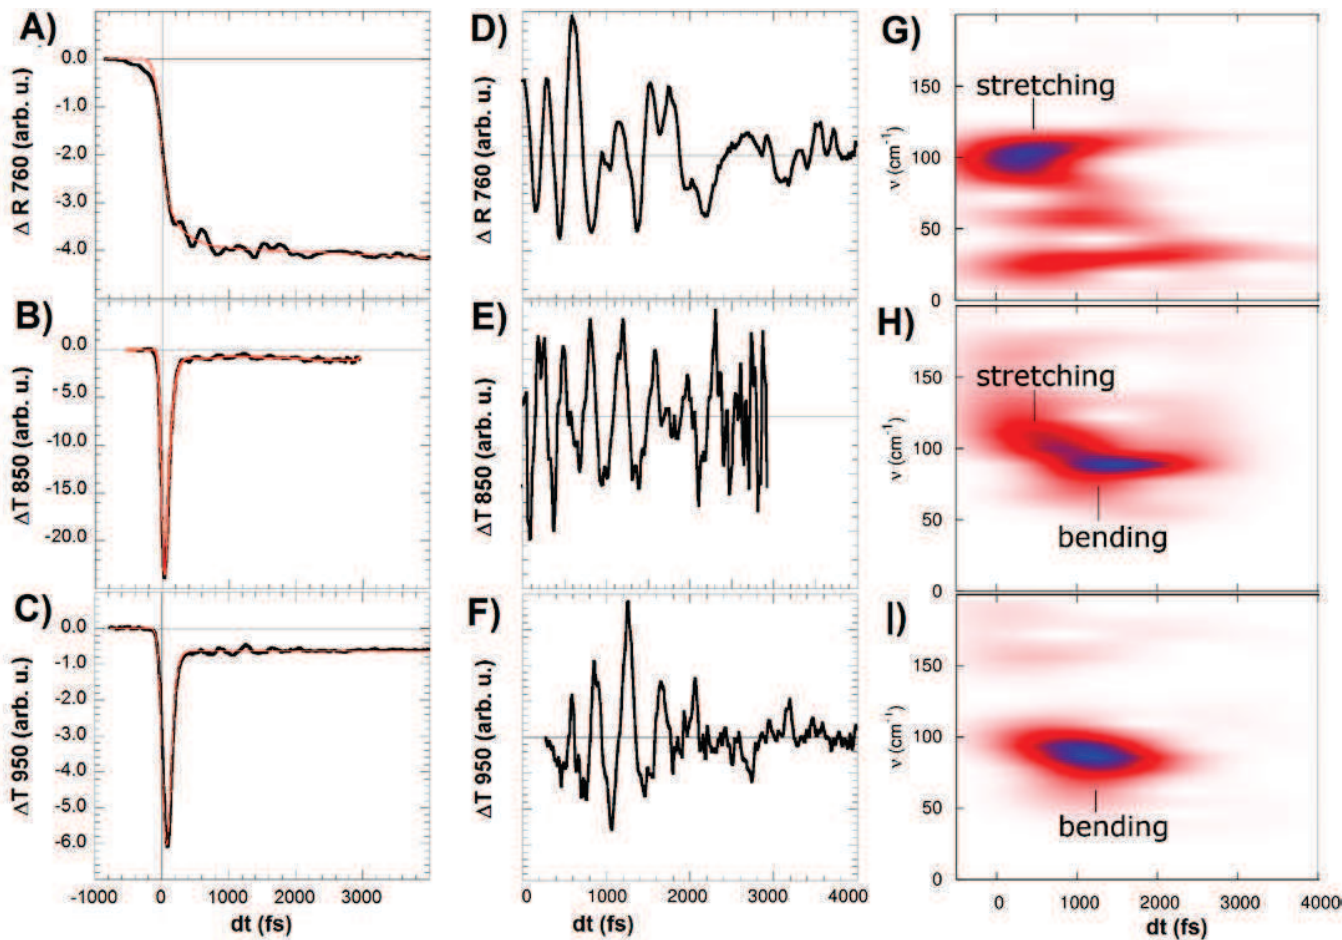 A)
0.0
-1.0
-2.0
-3.0
-4.0
Δ R 760 (arb. u.)
B)
0.0
-5.0
-10.0
-15.0
-20.0
ΔT 850 (arb. u.)
C)
0.0
-1.0
-2.0
-3.0
-4.0
-5.0
-6.0
ΔT 950 (arb. u.)
-1000 0 1000 2000 3000
dt (fs)
D)
Δ R 760 (arb. u.)
E)
ΔT 850 (arb. u.)
F)
ΔT 950 (arb. u.)
0 1000 2000 3000 4000
dt (fs)
G)
stretching
150
100
50
0
ν (cm-1)
H)
stretching
bending
150
100
50
0
ν (cm-1)
I)
bending
150
100
50
0
ν (cm-1)
0 1000 2000 3000 4000
dt (fs)